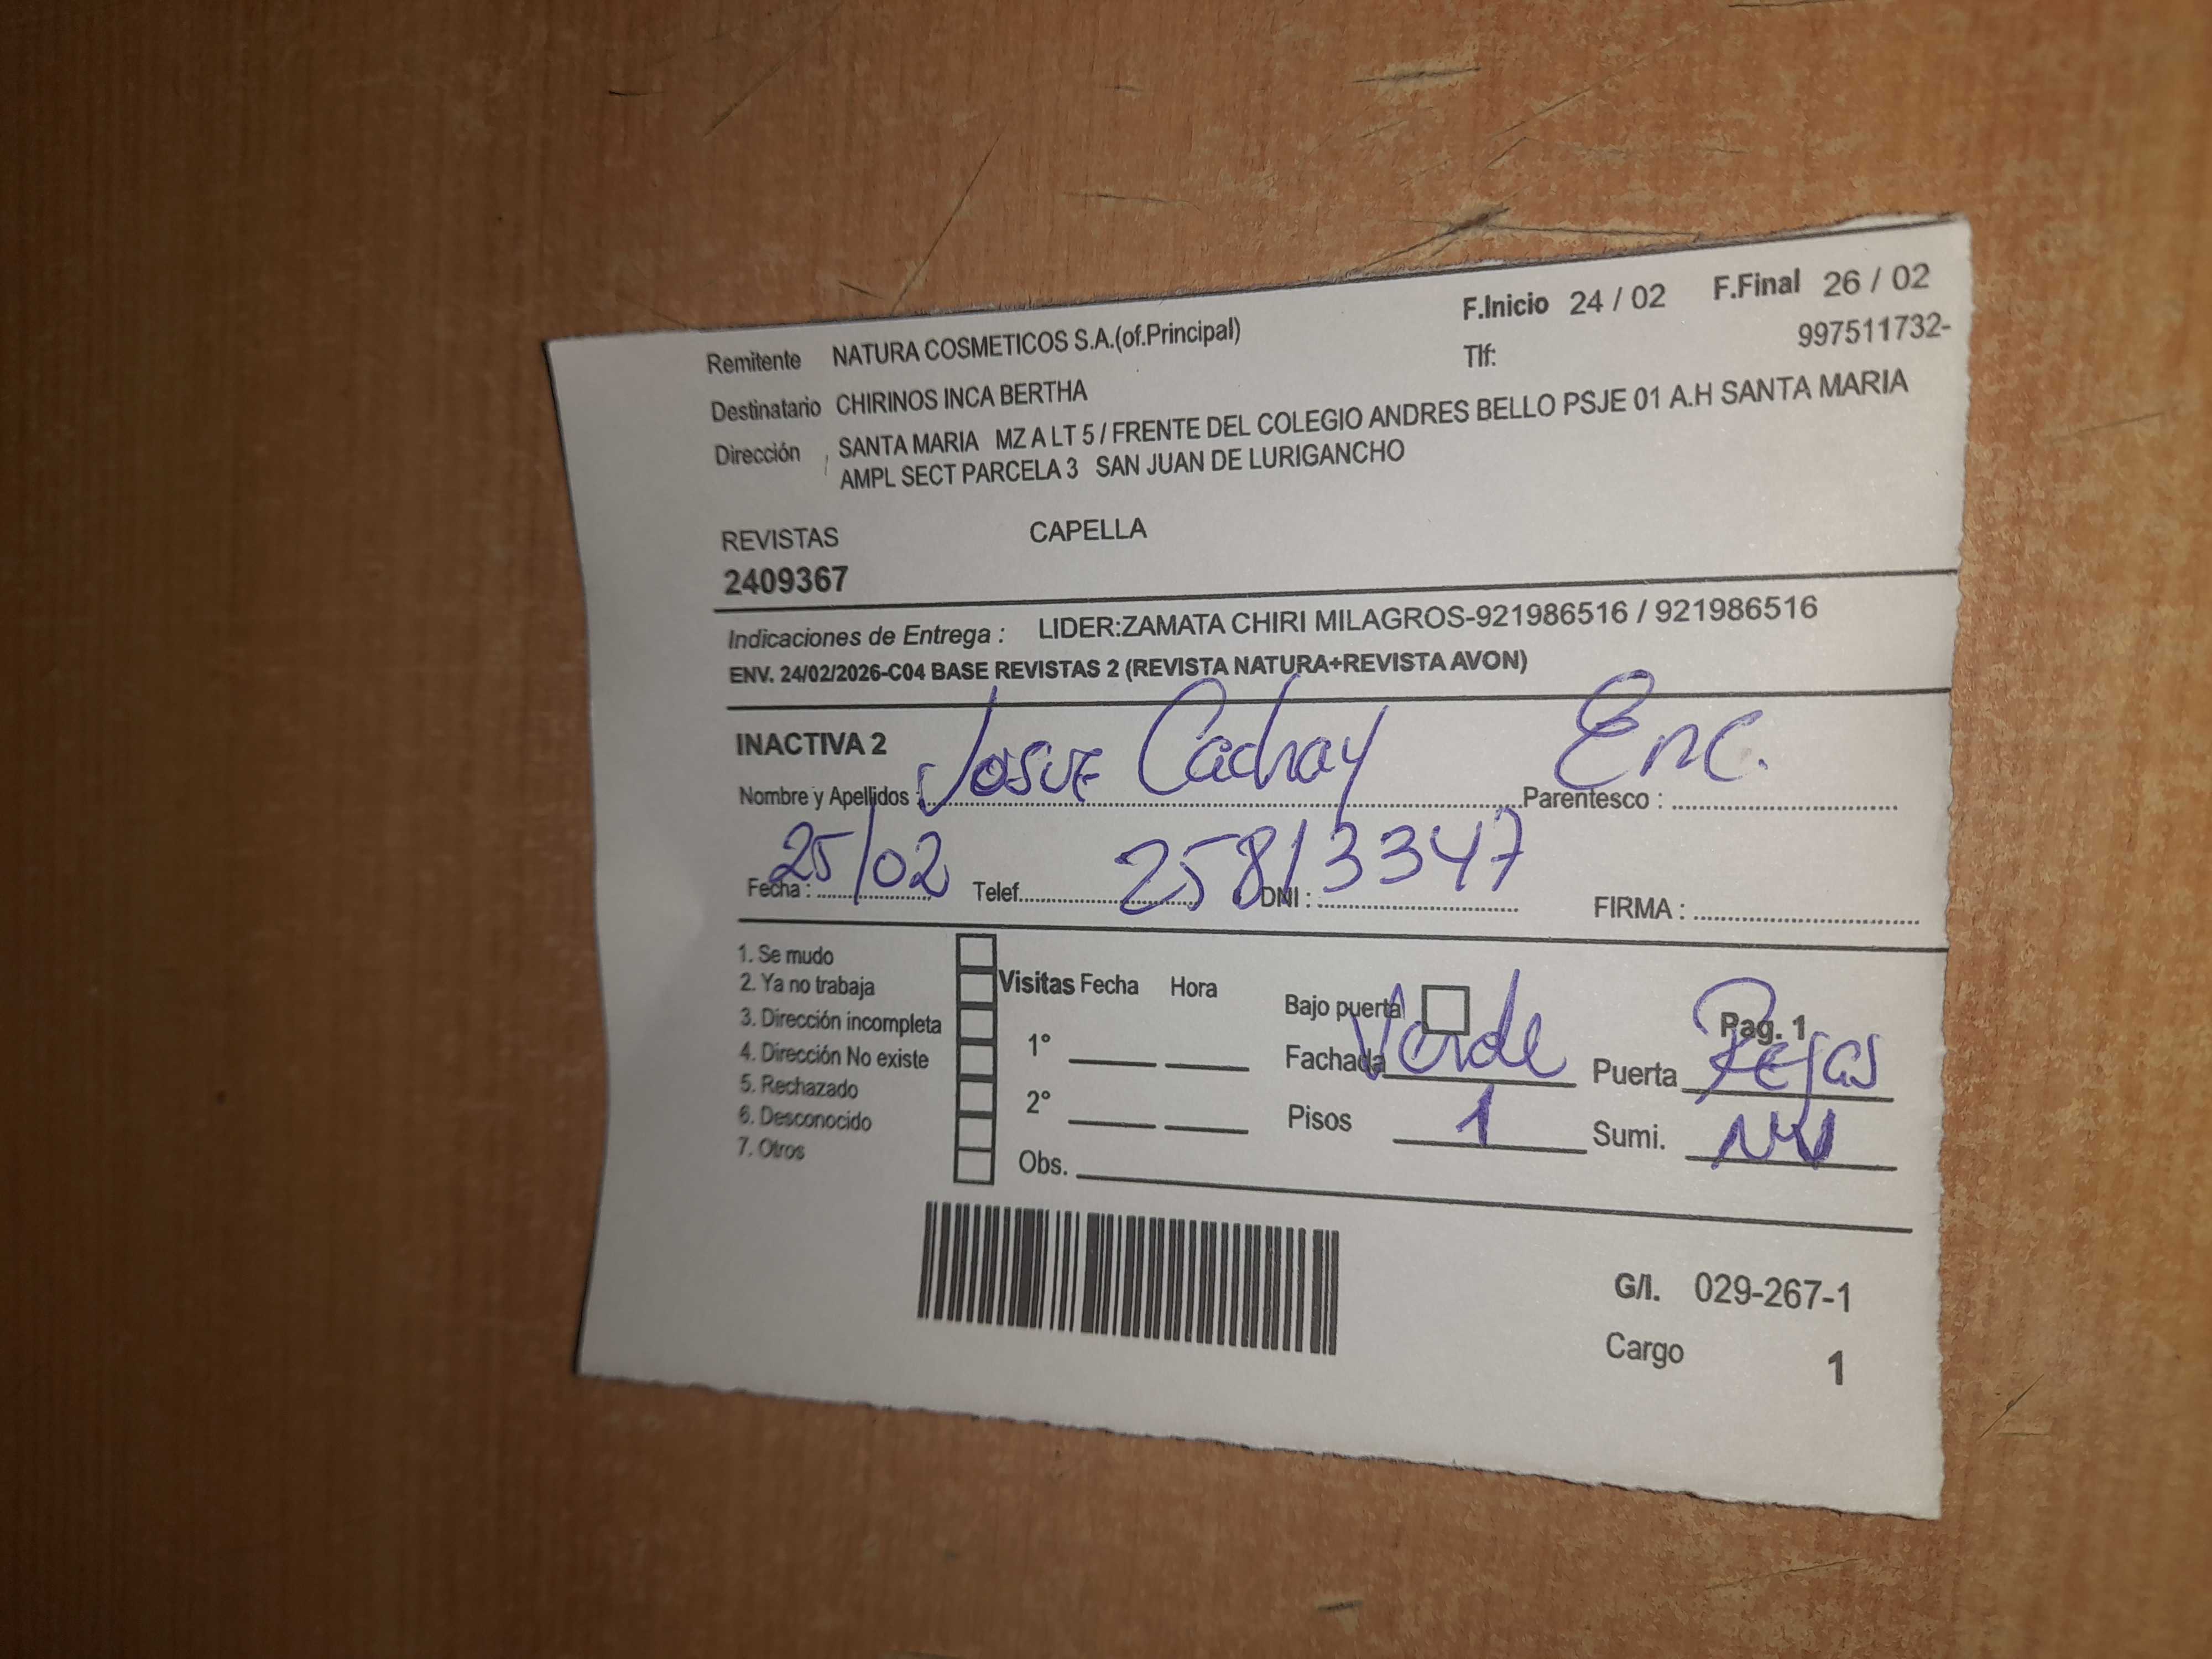 F.Inicio 24 / 02 F.Final 26 / 02
Remitente NATURA COSMETICOS S.A.(of.Principal) Tlf: 997511732-
Destinatario CHIRINOS INCA BERTHA
Dirección SANTA MARIA MZ A LT 5 / FRENTE DEL COLEGIO ANDRES BELLO PSJE 01 A.H SANTA MARIA
AMPL SECT PARCELA 3 SAN JUAN DE LURIGANCHO
REVISTAS CAPELLA
2409367
Indicaciones de Entrega : LIDER:ZAMATA CHIRI MILAGROS-921986516 / 921986516
ENV. 24/02/2026-C04 BASE REVISTAS 2 (REVISTA NATURA+REVISTA AVON)
INACTIVA 2
Nombre y Apellidos : Josue Cachay Parentesco : Enc.
Fecha : 25/02 Telef. DNI : 25813347 FIRMA :
1. Se mudo
2. Ya no trabaja
3. Dirección incompleta
4. Dirección No existe
5. Rechazado
6. Desconocido
7. Otros
Visitas Fecha Hora
1°
2°
Obs.
Bajo puerta Pag. 1
Fachada Verde Puerta Rejas
Pisos 1 Sumi.
G/I. 029-267-1
Cargo 1